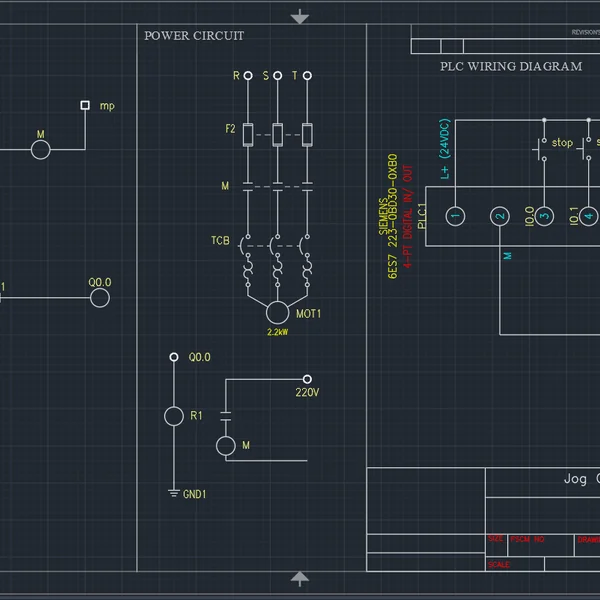 POWER CIRCUIT
REVISIONS
PLC WIRING DIAGRAM
R S T
mp
M
F2
L+ (24VDC)
stop
s
M
SIEMENS
6ES7 223-0BD30-0XB0
4-PT DIGITAL IN/ OUT
PLC1
1
2
I0.0
3
I0.1
4
TCB
M
1
Q0.0
MOT1
2.2kW
Q0.0
220V
R1
M
GND1
Jog C
SIZE
FSCM NO
DRAWI
SCALE